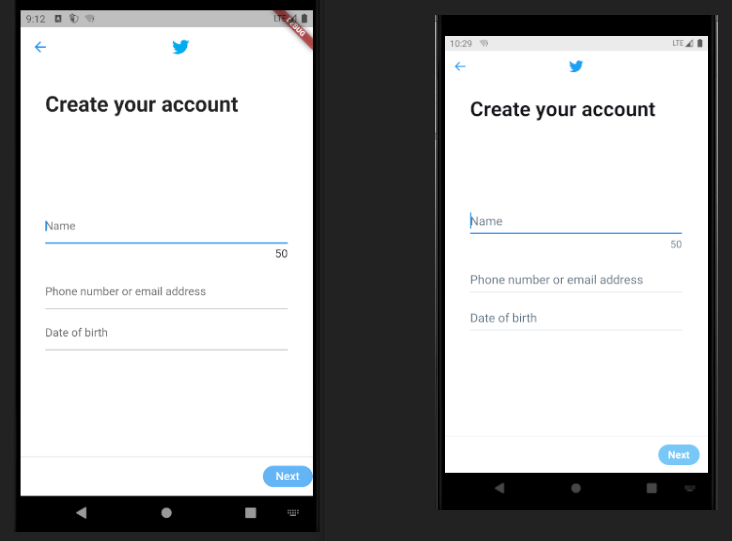 9:12
LTE
Create your account
Name
50
Phone number or email address
Date of birth
Next
10:29
LTE
Create your account
Name
50
Phone number or email address
Date of birth
Next